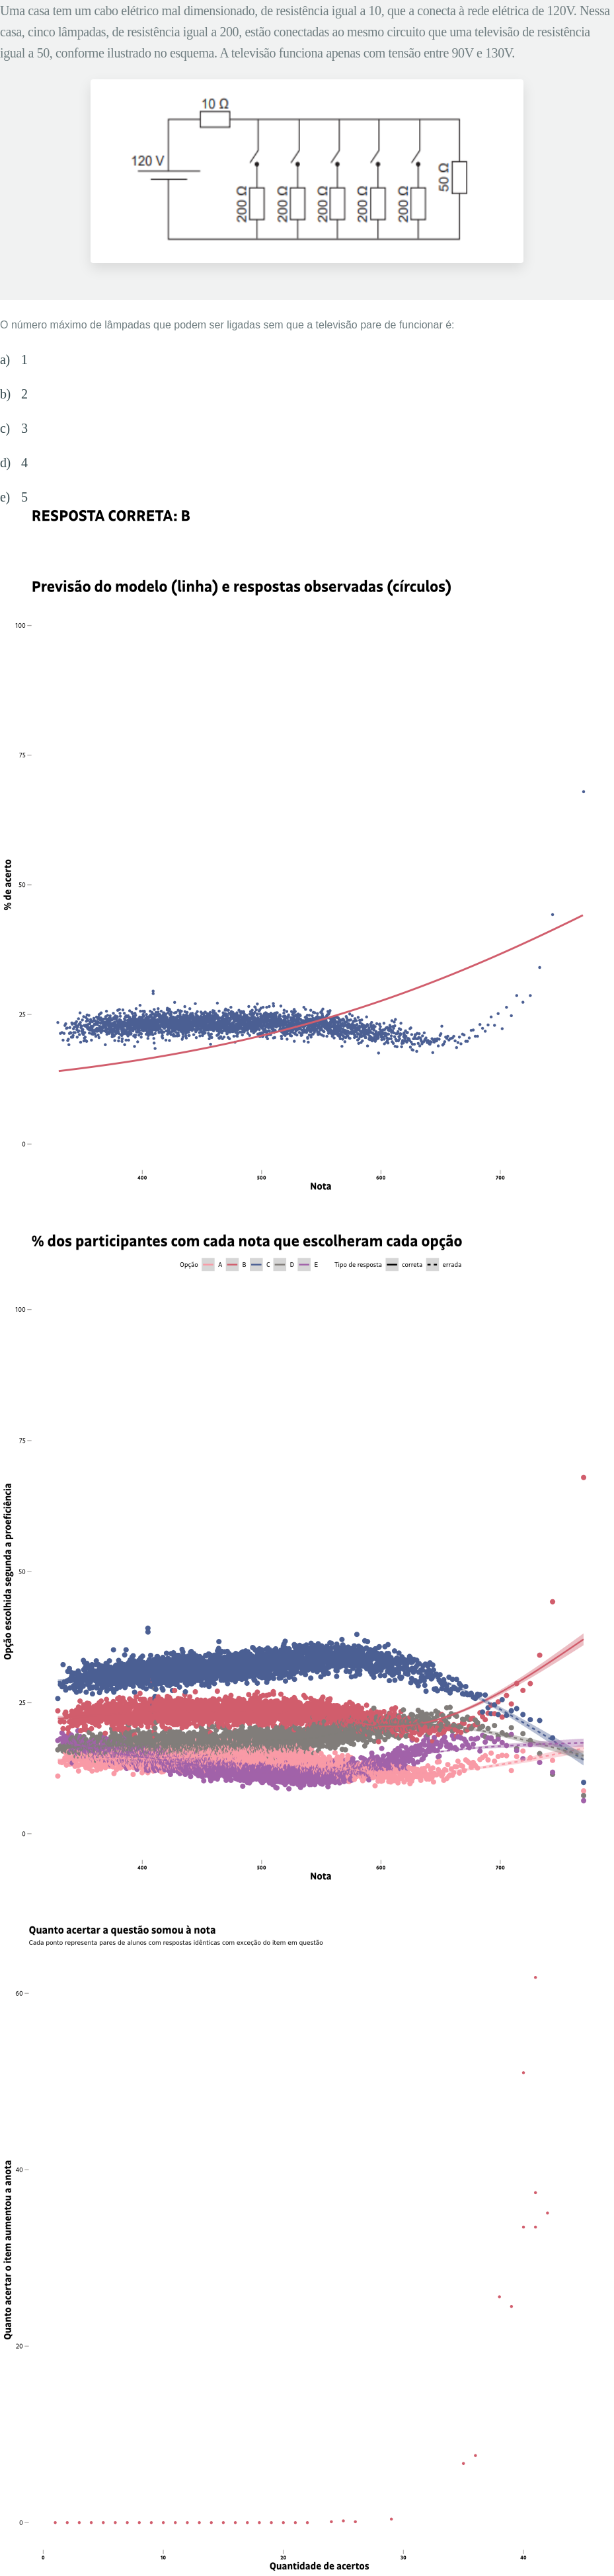 Uma casa tem um cabo elétrico mal dimensionado, de resistência igual a 10, que a conecta à rede elétrica de 120V. Nessa
casa, cinco lâmpadas, de resistência igual a 200, estão conectadas ao mesmo circuito que uma televisão de resistência
igual a 50, conforme ilustrado no esquema. A televisão funciona apenas com tensão entre 90V e 130V.
10 Ω
120 V
200 Ω
200 Ω
200 Ω
200 Ω
200 Ω
50 Ω
O número máximo de lâmpadas que podem ser ligadas sem que a televisão pare de funcionar é:
a) 1
b) 2
c) 3
d) 4
e) 5
RESPOSTA CORRETA: B
Previsão do modelo (linha) e respostas observadas (círculos)
100
75
50
25
0
% de acerto
400 500 600 700
Nota
% dos participantes com cada nota que escolheram cada opção
Opção A B C D E Tipo de resposta correta errada
100
75
50
25
0
Opção escolhida segunda a proeficiência
400 500 600 700
Nota
Quanto acertar a questão somou à nota
Cada ponto representa pares de alunos com respostas idênticas com exceção do item em questão
60
40
20
0
Quanto acertar o item aumentou a anota
0 10 20 30 40
Quantidade de acertos